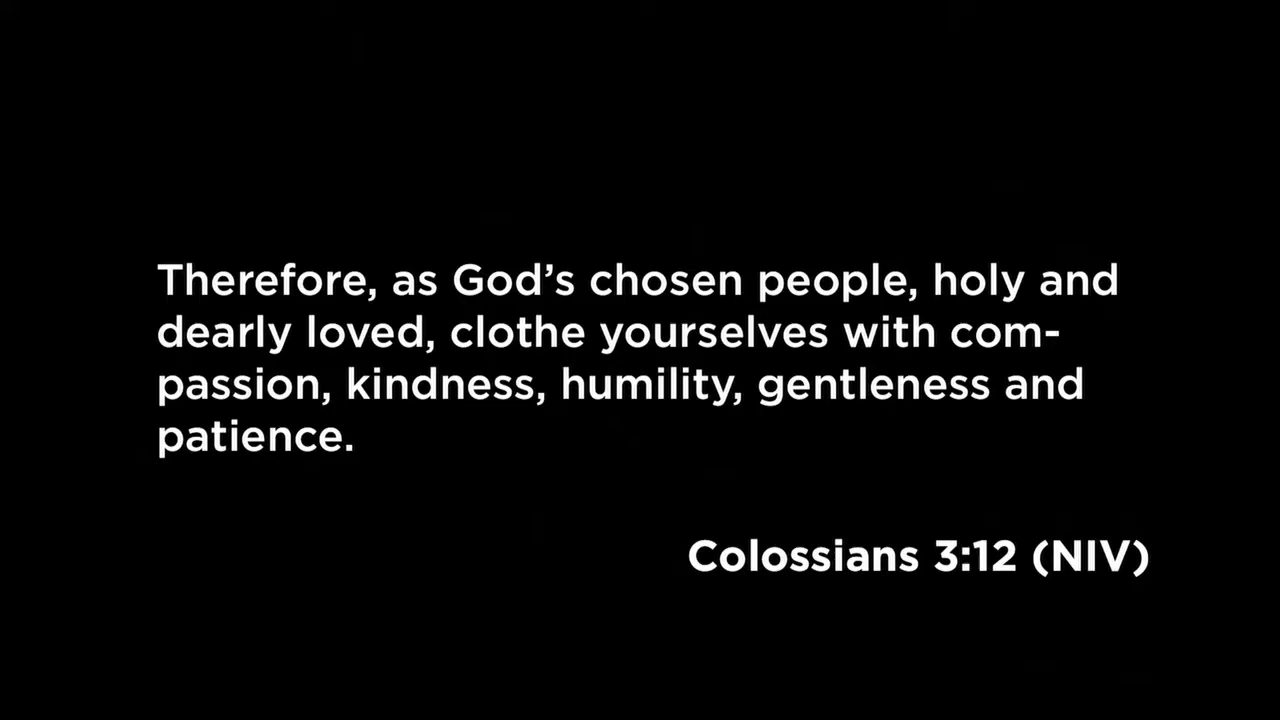 Therefore, as God’s chosen people, holy and
dearly loved, clothe yourselves with com-
passion, kindness, humility, gentleness and
patience.
Colossians 3:12 (NIV)